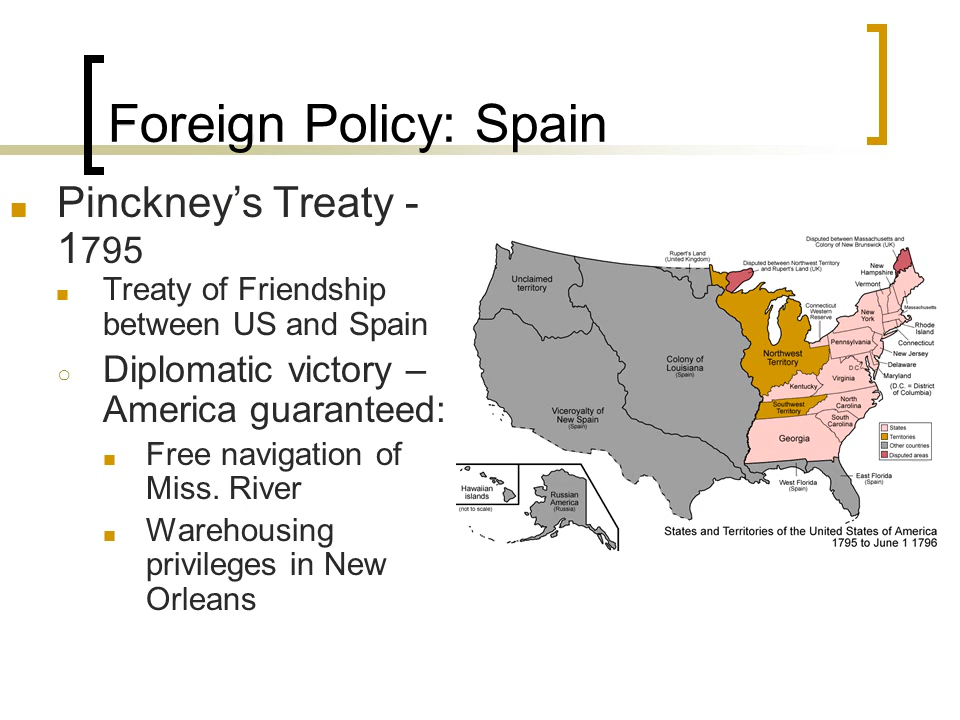 Foreign Policy: Spain
■ Pinckney’s Treaty -
1795
■ Treaty of Friendship
between US and Spain
○ Diplomatic victory –
America guaranteed:
■ Free navigation of
Miss. River
■ Warehousing
privileges in New
Orleans
Disputed between Massachusetts and
Colony of New Brunswick (UK)
Rupert's Land
(United Kingdom)
Disputed between Northwest Territory
and Rupert's Land (UK)
New
Hampshire
Vermont
Unclaimed
territory
Connecticut
Western
Reserve
Massachusetts
New
York
Rhode
Island
Connecticut
Pennsylvania
New Jersey
Northwest
Territory
Delaware
D.C.
Maryland
(D.C. = District
of Columbia)
Colony of
Louisiana
(Spain)
Virginia
Kentucky
North
Carolina
Southwest
Territory
South
Carolina
Viceroyalty of
New Spain
(Spain)
Georgia
States
Territories
Other countries
Disputed areas
West Florida
(Spain)
East Florida
(Spain)
Hawaiian
islands
(not to scale)
Russian
America
(Russia)
States and Territories of the United States of America
1795 to June 1 1796